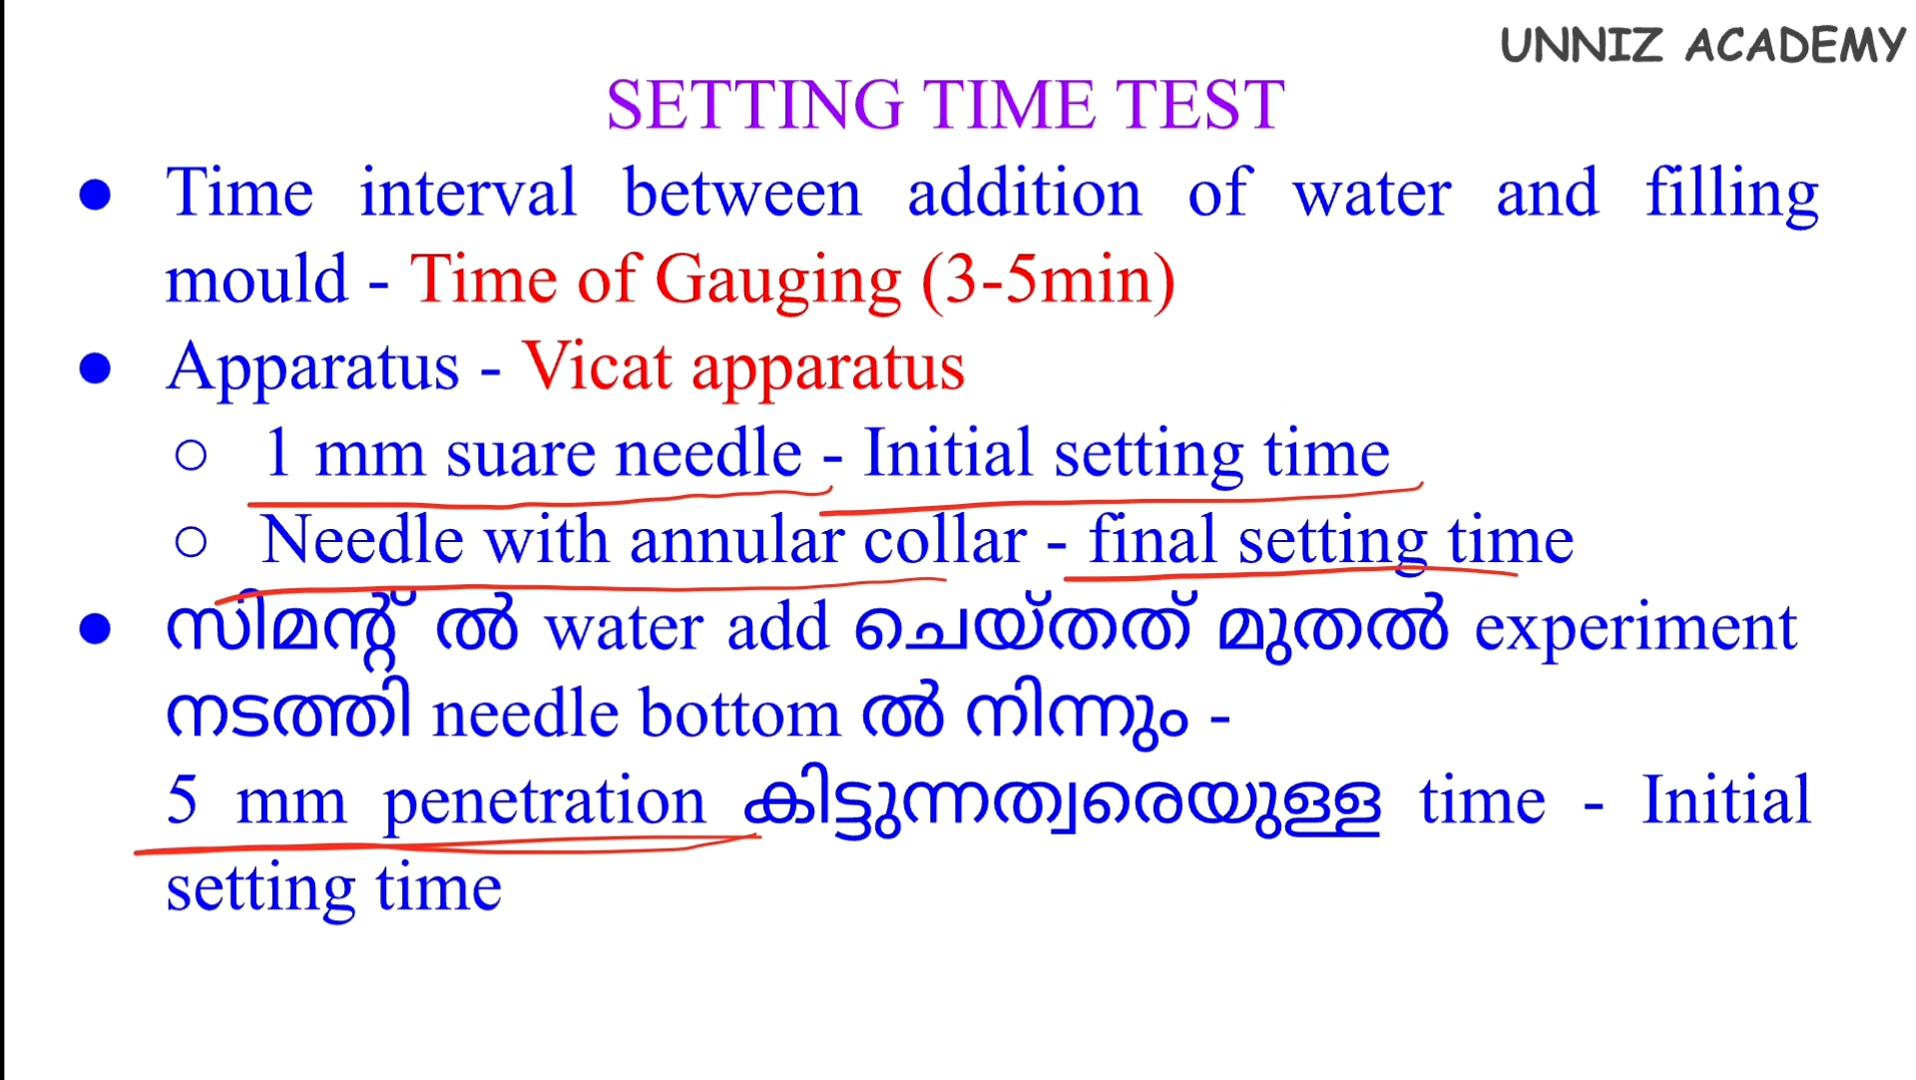 UNNIZ ACADEMY
SETTING TIME TEST
● Time interval between addition of water and filling
mould - Time of Gauging (3-5min)
● Apparatus - Vicat apparatus
○ 1 mm suare needle - Initial setting time
○ Needle with annular collar - final setting time
● സിമന്റ് ൽ water add ചെയ്തത് മുതൽ experiment
നടത്തി needle bottom ൽ നിന്നും -
5 mm penetration കിട്ടുന്നത്വരെയുള്ള time - Initial
setting time